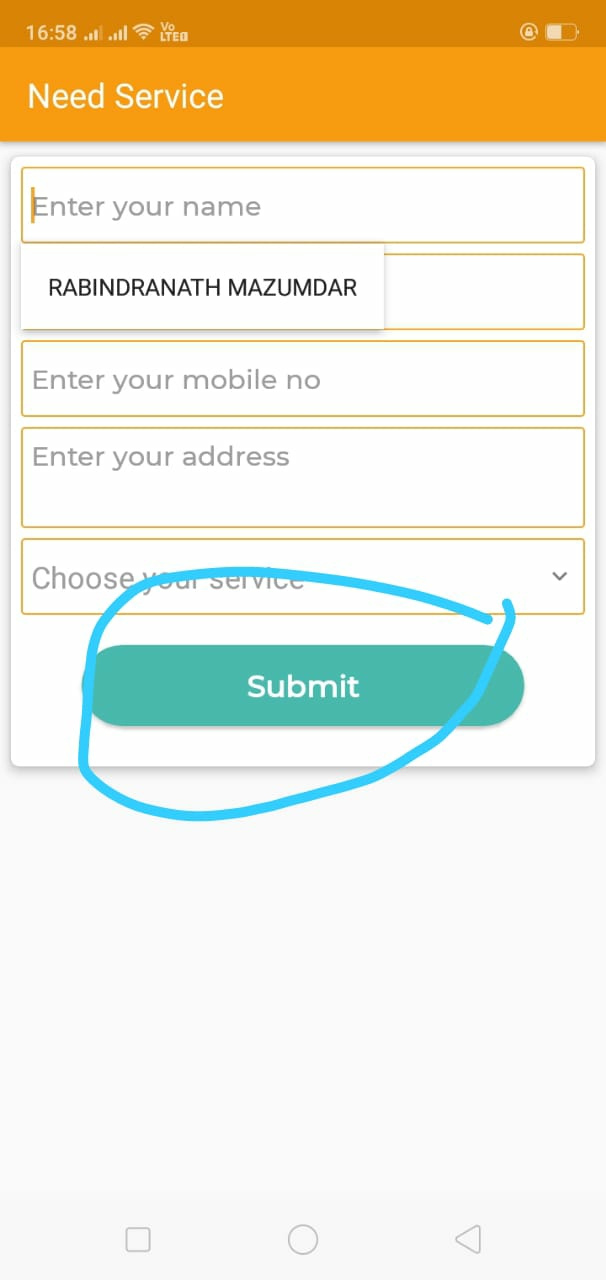 16:58 Vo LTE
Need Service
Enter your name
RABINDRANATH MAZUMDAR
Enter your mobile no
Enter your address
Choose your service
Submit